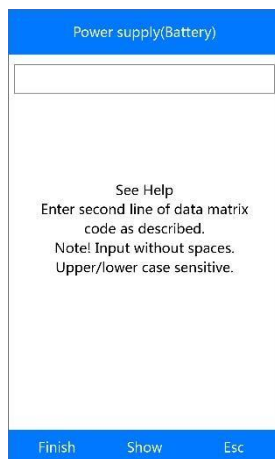 Power supply(Battery)
See Help
Enter second line of data matrix
code as described.
Note! Input without spaces.
Upper/lower case sensitive.
Finish Show Esc